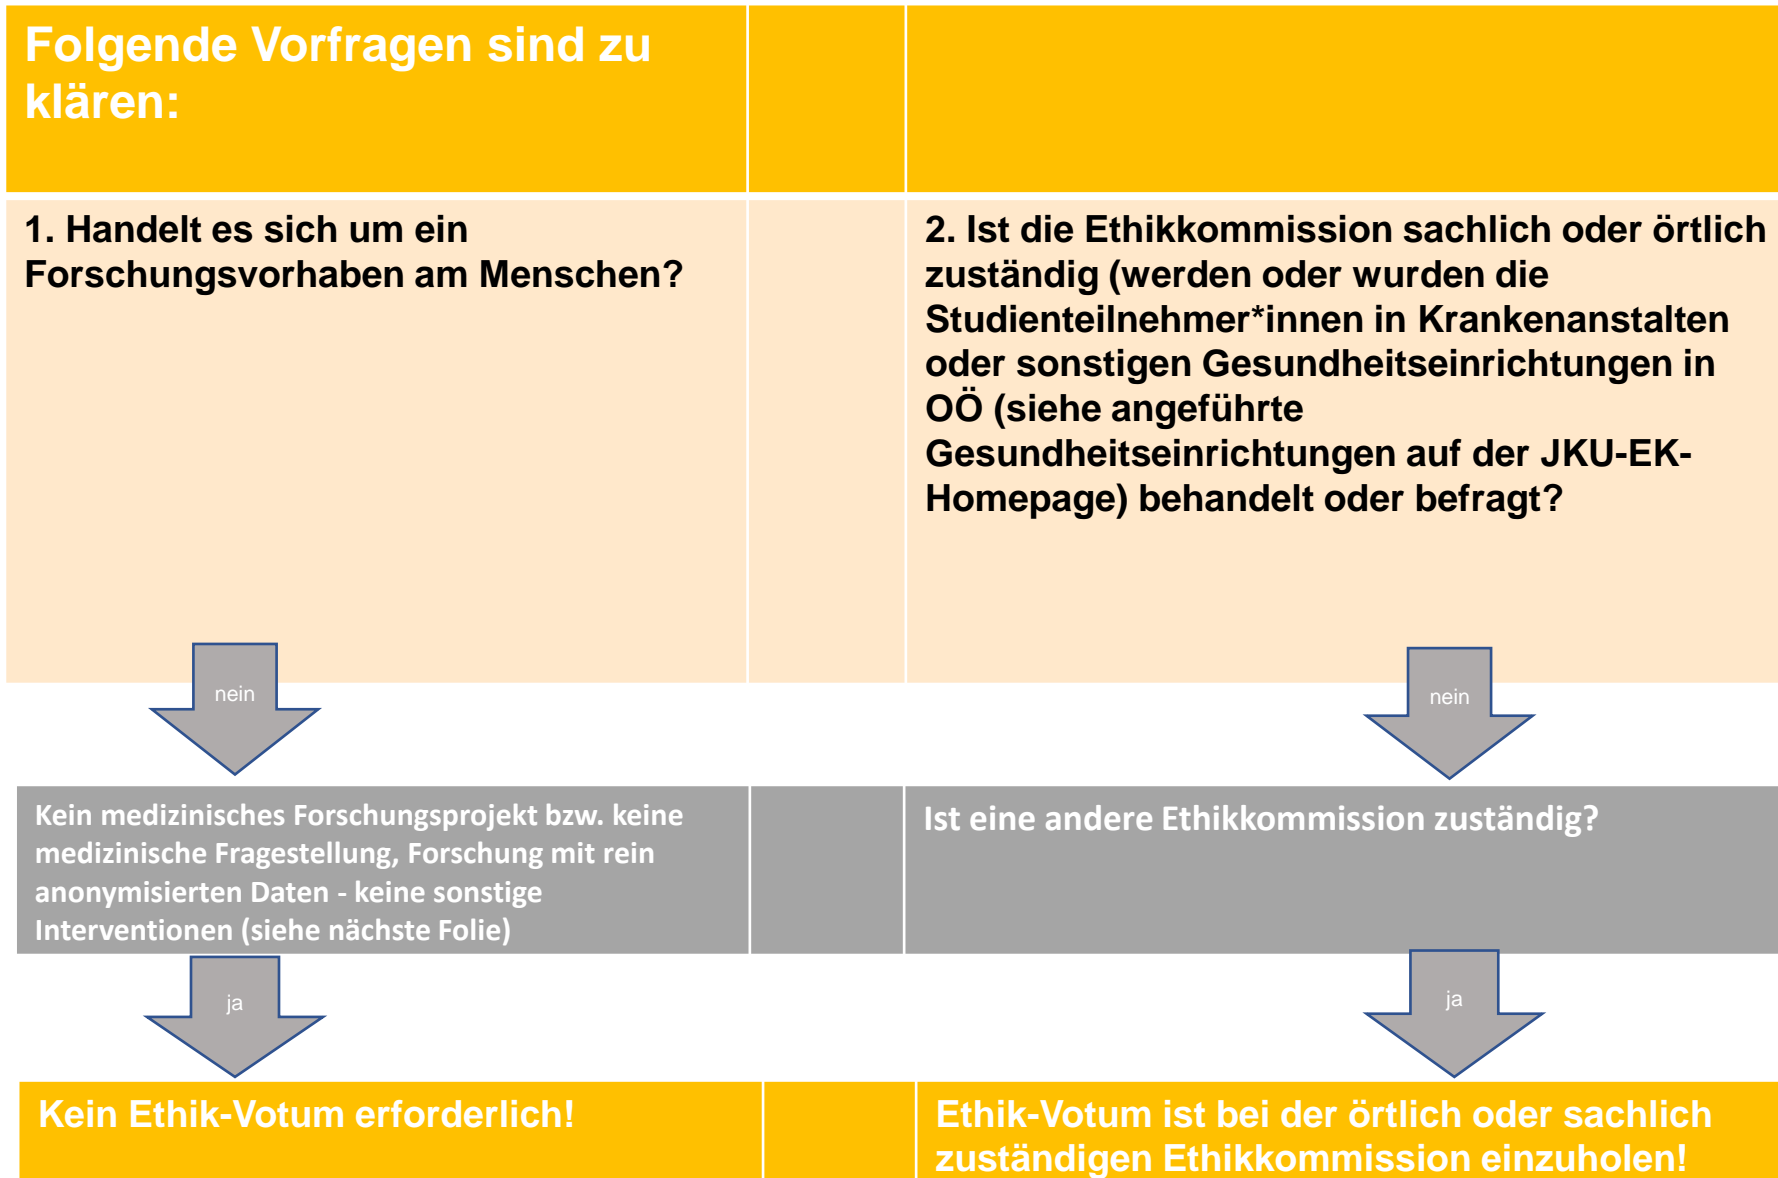 Folgende Vorfragen sind zu
klären:
1. Handelt es sich um ein
Forschungsvorhaben am Menschen?
2. Ist die Ethikkommission sachlich oder örtlich
zuständig (werden oder wurden die
Studienteilnehmer*innen in Krankenanstalten
oder sonstigen Gesundheitseinrichtungen in
OÖ (siehe angeführte
Gesundheitseinrichtungen auf der JKU-EK-
Homepage) behandelt oder befragt?
nein
nein
Kein medizinisches Forschungsprojekt bzw. keine
medizinische Fragestellung, Forschung mit rein
anonymisierten Daten - keine sonstige
Interventionen (siehe nächste Folie)
Ist eine andere Ethikkommission zuständig?
ja
ja
Kein Ethik-Votum erforderlich!
Ethik-Votum ist bei der örtlich oder sachlich
zuständigen Ethikkommission einzuholen!